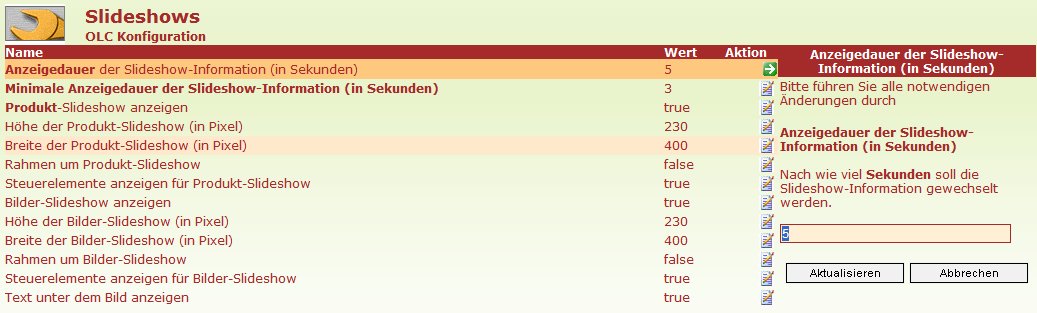 Slideshows
OLC Konfiguration
Name Wert Aktion
Anzeigedauer der Slideshow-Information (in Sekunden) 5
Minimale Anzeigedauer der Slideshow-Information (in Sekunden) 3
Produkt-Slideshow anzeigen true
Höhe der Produkt-Slideshow (in Pixel) 230
Breite der Produkt-Slideshow (in Pixel) 400
Rahmen um Produkt-Slideshow false
Steuerelemente anzeigen für Produkt-Slideshow true
Bilder-Slideshow anzeigen true
Höhe der Bilder-Slideshow (in Pixel) 230
Breite der Bilder-Slideshow (in Pixel) 400
Rahmen um Bilder-Slideshow false
Steuerelemente anzeigen für Bilder-Slideshow true
Text unter dem Bild anzeigen true
Anzeigedauer der Slideshow-
Information (in Sekunden)
Bitte führen Sie alle notwendigen
Änderungen durch
Anzeigedauer der Slideshow-
Information (in Sekunden)
Nach wie viel Sekunden soll die
Slideshow-Information gewechselt
werden.
5
Aktualisieren Abbrechen